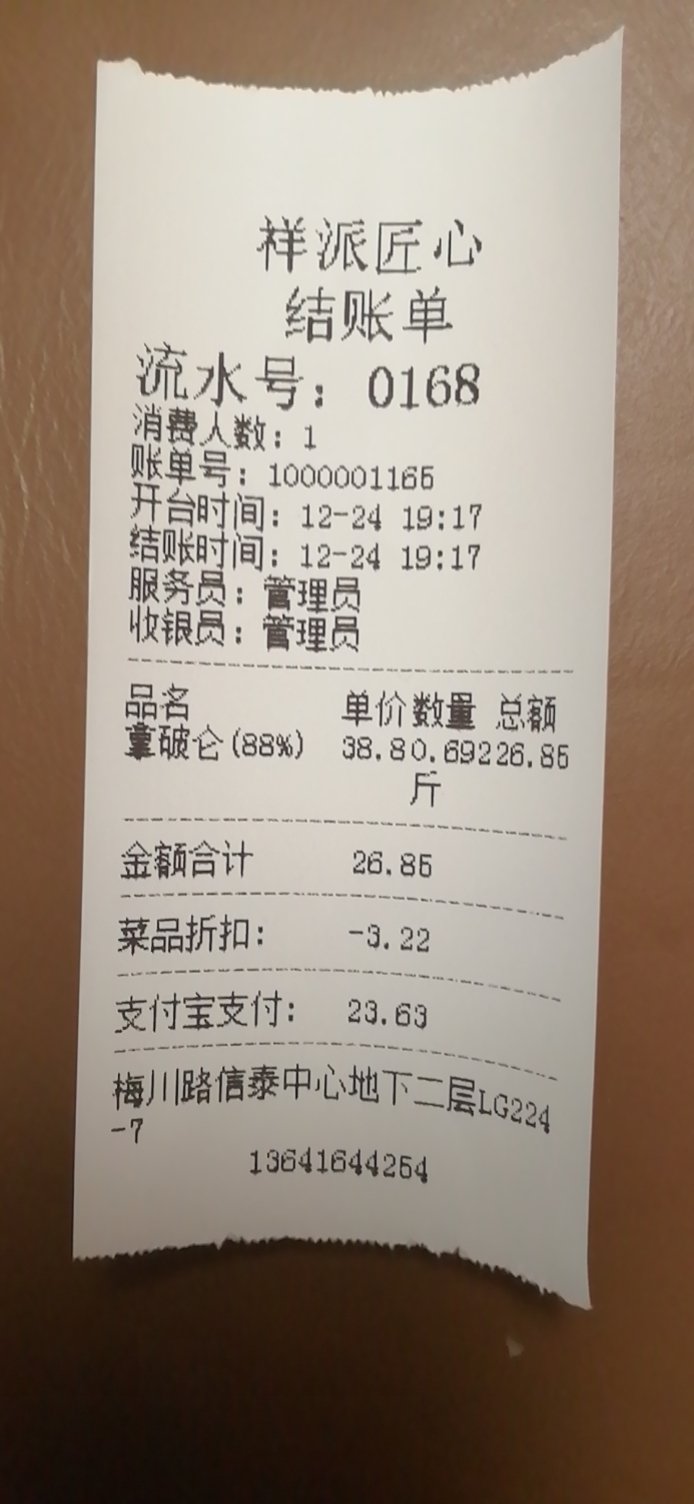 祥派匠心
结账单
流水号：0168
消费人数：1
账单号：1000001165
开台时间：12-24 19:17
结账时间：12-24 19:17
服务员：管理员
收银员：管理员
品名 单价 数量 总额
拿破仑(88%) 38.8 0.692 26.85
斤
金额合计 26.85
菜品折扣： -3.22
支付宝支付： 23.63
梅川路信泰中心地下二层LG224
-7
13641644254